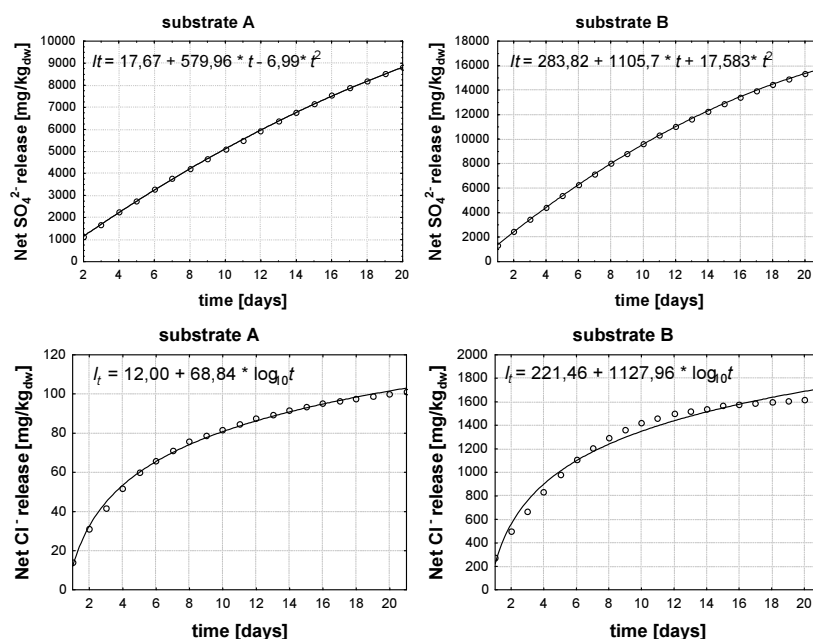 substrate A
lt = 17,67 + 579,96 * t - 6,99* t²
Net SO₄²⁻ release [mg/kg_dw]
10000
9000
8000
7000
6000
5000
4000
3000
2000
1000
0
2 4 6 8 10 12 14 16 18 20
time [days]
substrate B
lt = 283,82 + 1105,7 * t + 17,583* t²
Net SO₄²⁻ release [mg/kg_dw]
18000
16000
14000
12000
10000
8000
6000
4000
2000
0
2 4 6 8 10 12 14 16 18 20
time [days]
substrate A
l_t = 12,00 + 68,84 * log₁₀t
Net Cl⁻ release [mg/kg_dw]
120
100
80
60
40
20
0
2 4 6 8 10 12 14 16 18 20
time [days]
substrate B
l_t = 221,46 + 1127,96 * log₁₀t
Net Cl⁻ release [mg/kg_dw]
2000
1800
1600
1400
1200
1000
800
600
400
200
0
2 4 6 8 10 12 14 16 18 20
time [days]